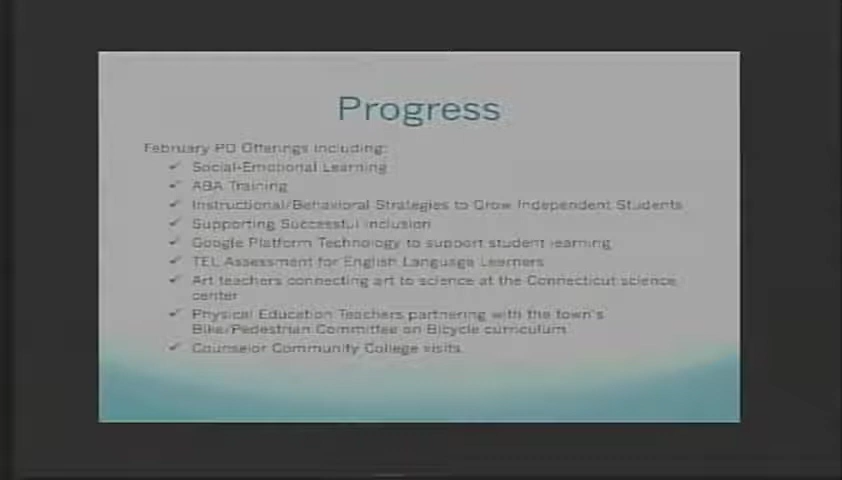 Progress
February PD Offerings including:
✓ Social-Emotional Learning
✓ ABA Training
✓ Instructional/Behavioral Strategies to Grow Independent Students
✓ Supporting Successful inclusion
✓ Google Platform Technology to support student learning
✓ TEL Assessment for English Language Learners
✓ Art teachers connecting art to science at the Connecticut science
center
✓ Physical Education Teachers partnering with the town's
Bike/Pedestrian Committee on Bicycle curriculum
✓ Counselor Community College visits